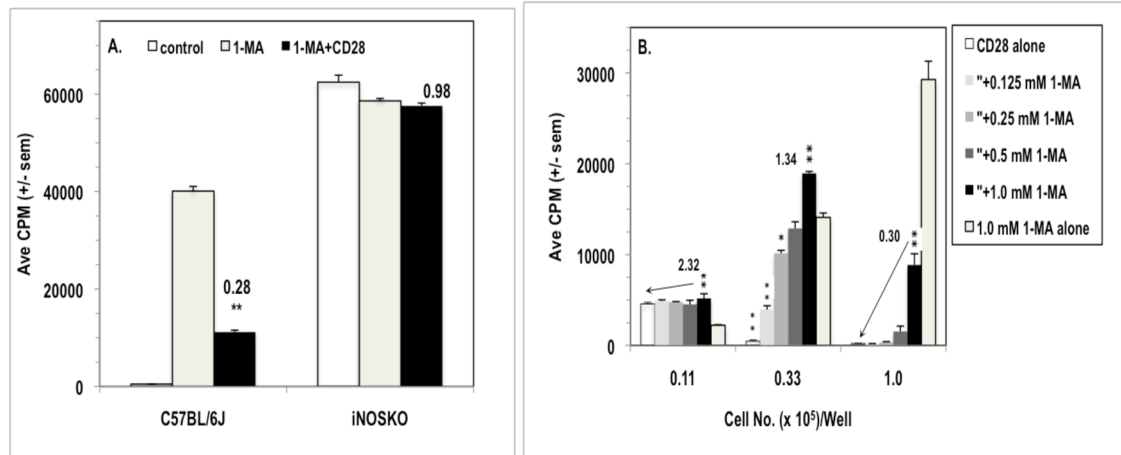 A.
control 1-MA 1-MA+CD28
Ave CPM (+/- sem)
60000
40000
20000
0
0.98
0.28
**
C57BL/6J iNOSKO
B.
Ave CPM (+/- sem)
30000
20000
10000
0
2.32
**
**
**
*
1.34
**
0.30
**
0.11 0.33 1.0
Cell No. (x 10⁵)/Well
CD28 alone
"+0.125 mM 1-MA
"+0.25 mM 1-MA
"+0.5 mM 1-MA
"+1.0 mM 1-MA
1.0 mM 1-MA alone